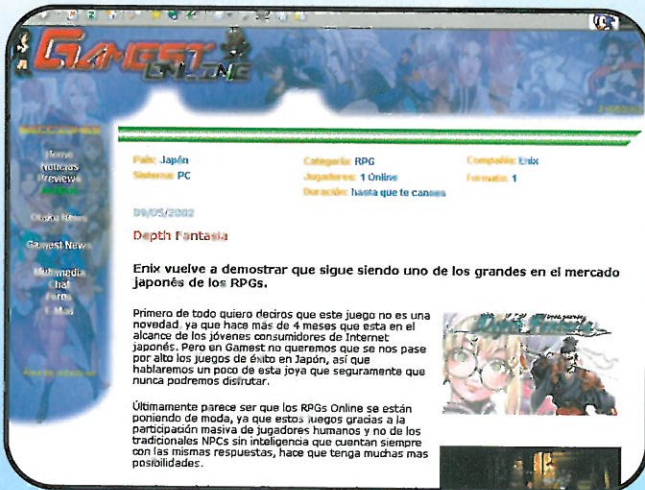 GAMEST
ONLINE
SECCIONES
Home
Noticias
Previews
Otaku News
Gamest News
Multimedia
Chat
Foros
E-Mail
País: Japón
Categoría: RPG
Compañía: Enix
Sistema: PC
Jugadores: 1 Online
Formato: 1
Duración: hasta que te canses
09/05/2002
Depth Fantasia
Enix vuelve a demostrar que sigue siendo uno de los grandes en el mercado
japonés de los RPGs.
Primero de todo quiero deciros que este juego no es una
novedad, ya que hace más de 4 meses que esta en el
alcance de los jóvenes consumidores de Internet
japonés. Pero en Gamest no queremos que se nos pase
por alto los juegos de éxito en Japón, así que
hablaremos un poco de esta joya que seguramente que
nunca podremos disfrutar.
Depth Fantasia
Últimamente parece ser que los RPGs Online se están
poniendo de moda, ya que estos juegos gracias a la
participación masiva de jugadores humanos y no de los
tradicionales NPCs sin inteligencia que cuentan siempre
con las mismas respuestas, hace que tenga muchas mas
posibilidades.